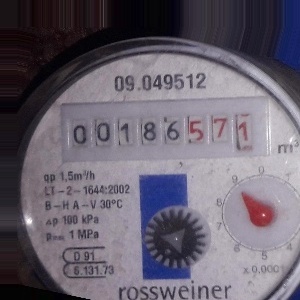 09.049512
00186571
m³
qp 1,5m³/h
LT-2-1644:2002
B-H A-V 30°C
Δp 100 kPa
pmax 1 MPa
D 91
6.131.73
x 0,0001
rossweiner